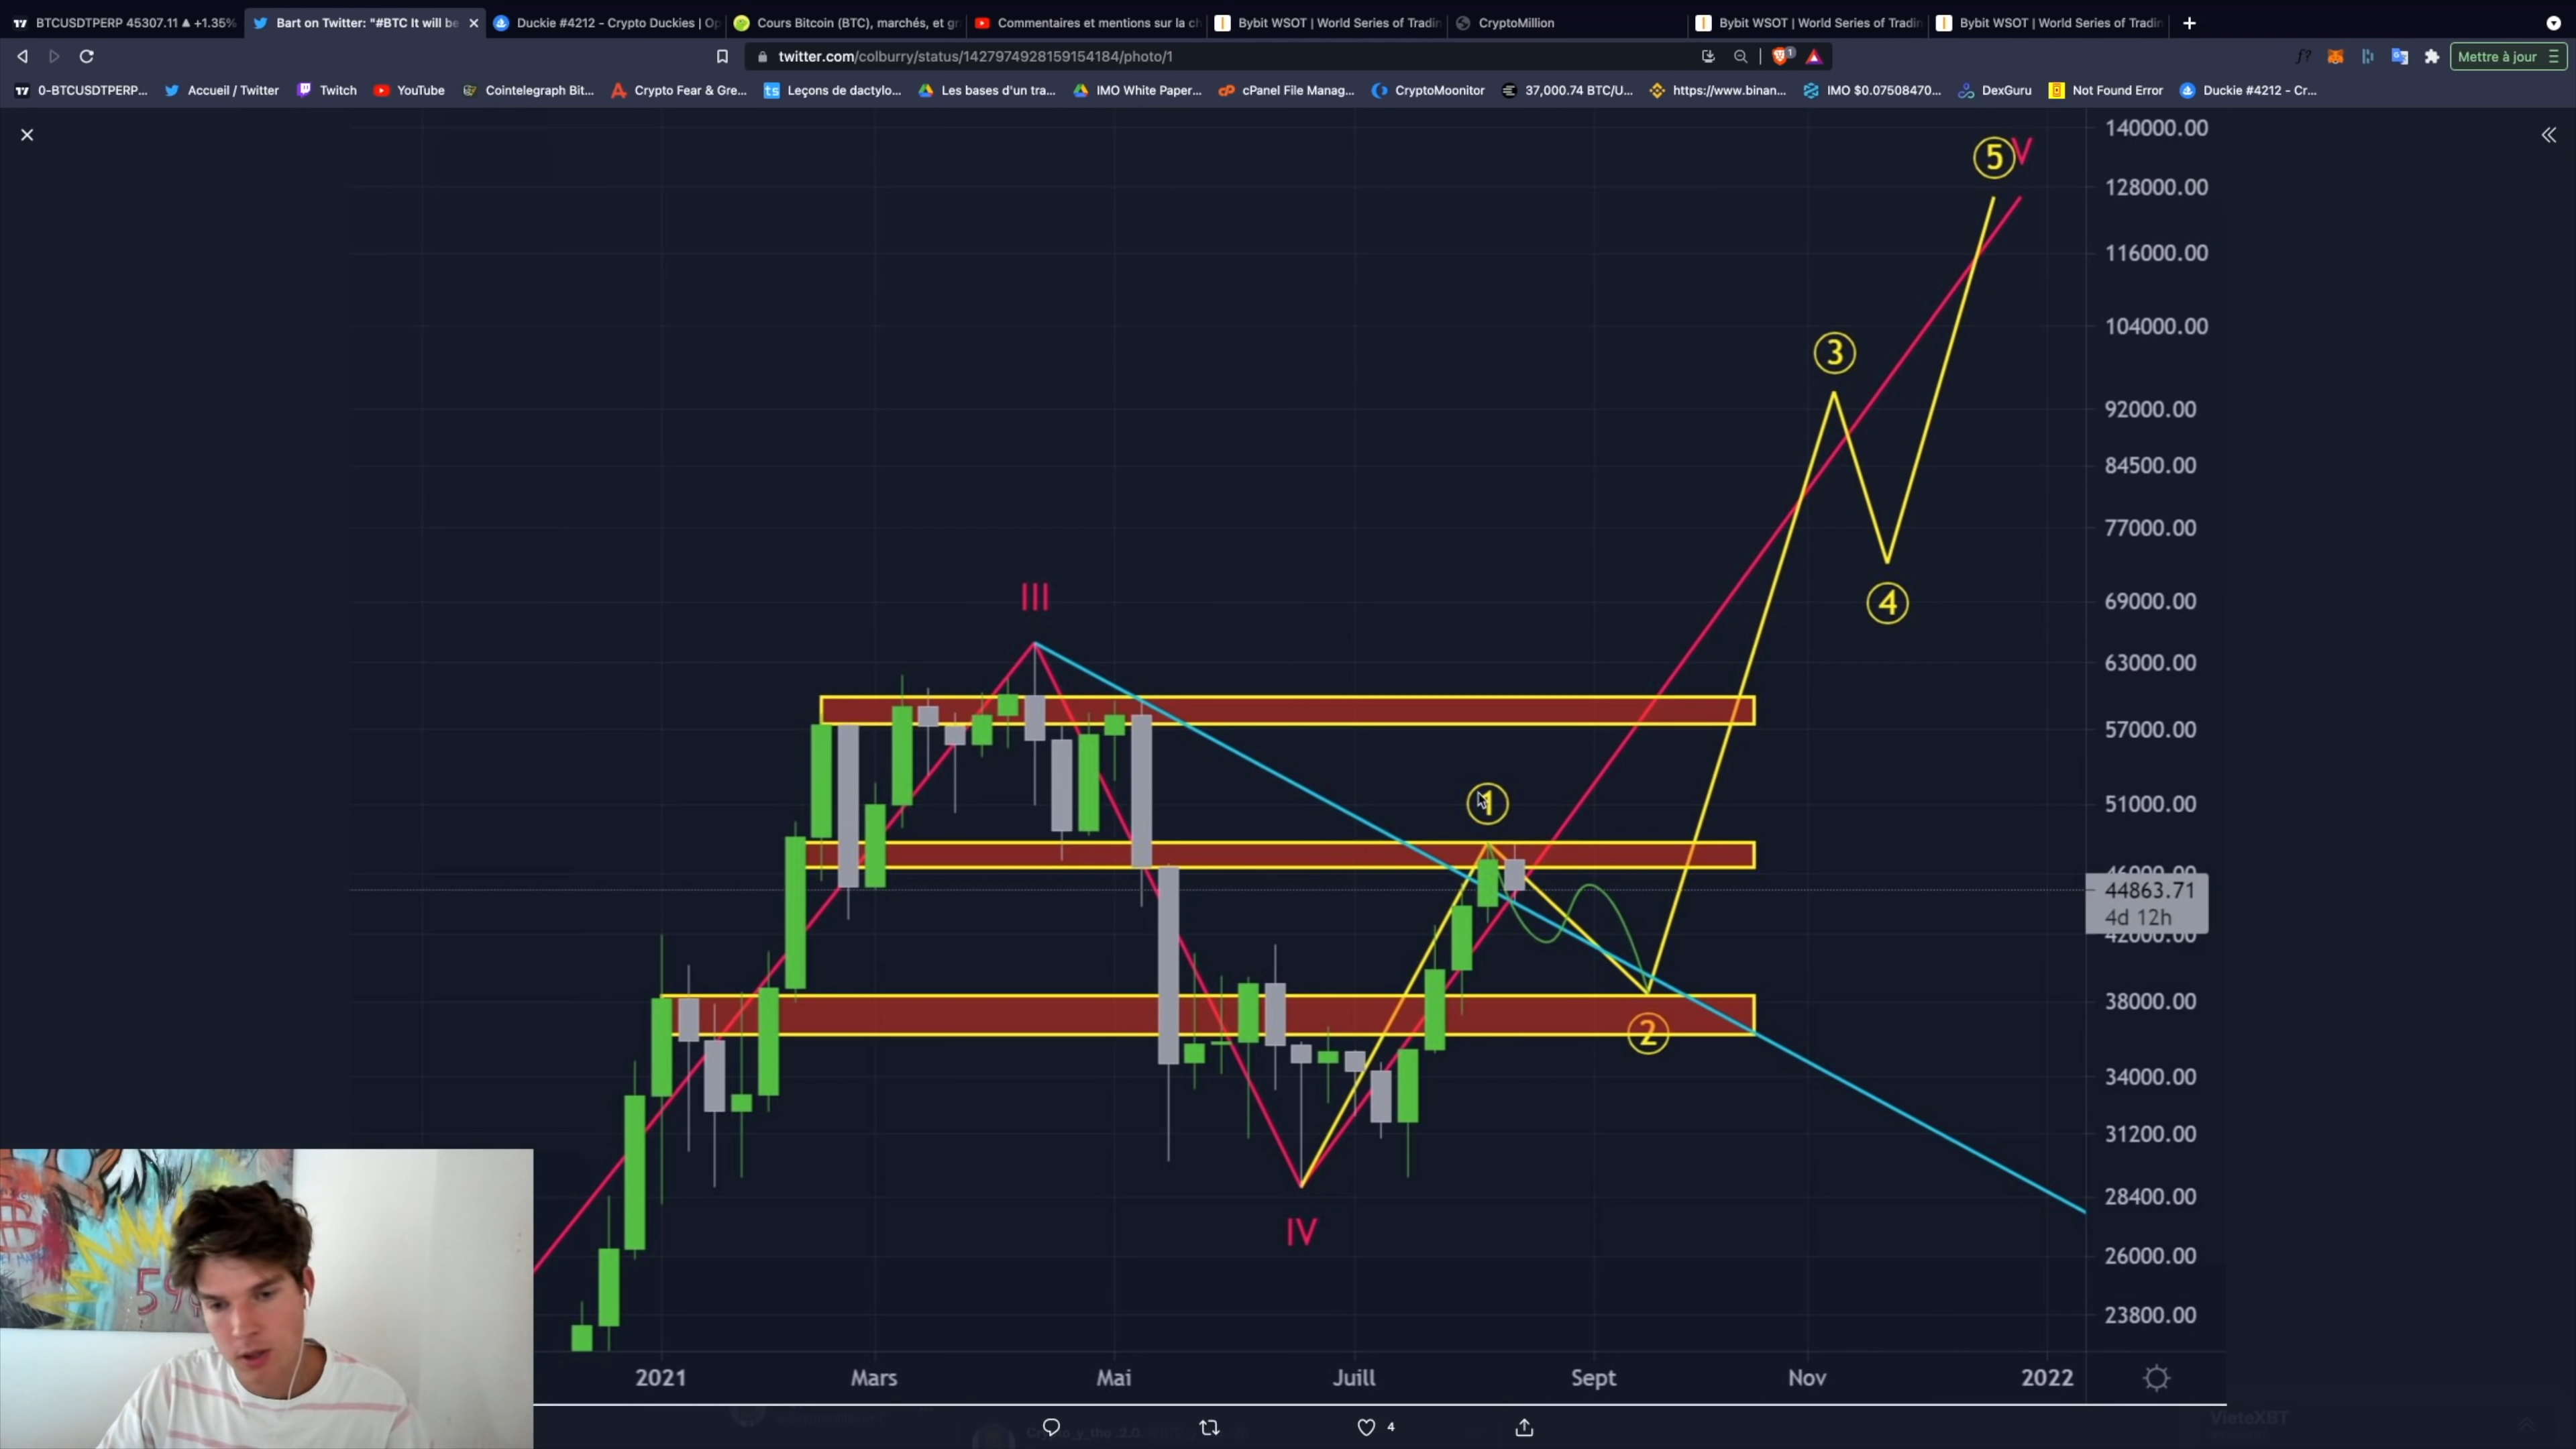 BTCUSDTPERP 45307.11 ▲ +1.35%
Bart on Twitter: "#BTC It will be
Duckie #4212 - Crypto Duckies | Op
Cours Bitcoin (BTC), marchés, et gr
Commentaires et mentions sur la ch
Bybit WSOT | World Series of Tradin
CryptoMillion
Bybit WSOT | World Series of Tradin
Bybit WSOT | World Series of Tradin
twitter.com/colburry/status/1427974928159154184/photo/1
1
f?
Mettre à jour
0-BTCUSDTPERP...
Accueil / Twitter
Twitch
YouTube
Cointelegraph Bit...
Crypto Fear & Gre...
ts
Leçons de dactylo...
Les bases d'un tra...
IMO White Paper...
cPanel File Manag...
CryptoMoonitor
37,000.74 BTC/U...
https://www.binan...
IMO $0.07508470...
DexGuru
Not Found Error
Duckie #4212 - Cr...
140000.00
5
V
128000.00
116000.00
104000.00
3
92000.00
84500.00
77000.00
III
4
69000.00
63000.00
57000.00
1
51000.00
46000.00
44863.71
4d 12h
42000.00
38000.00
2
34000.00
31200.00
28400.00
IV
26000.00
23800.00
2021
Mars
Mai
Juill
Sept
Nov
2022
4
VieteXBT